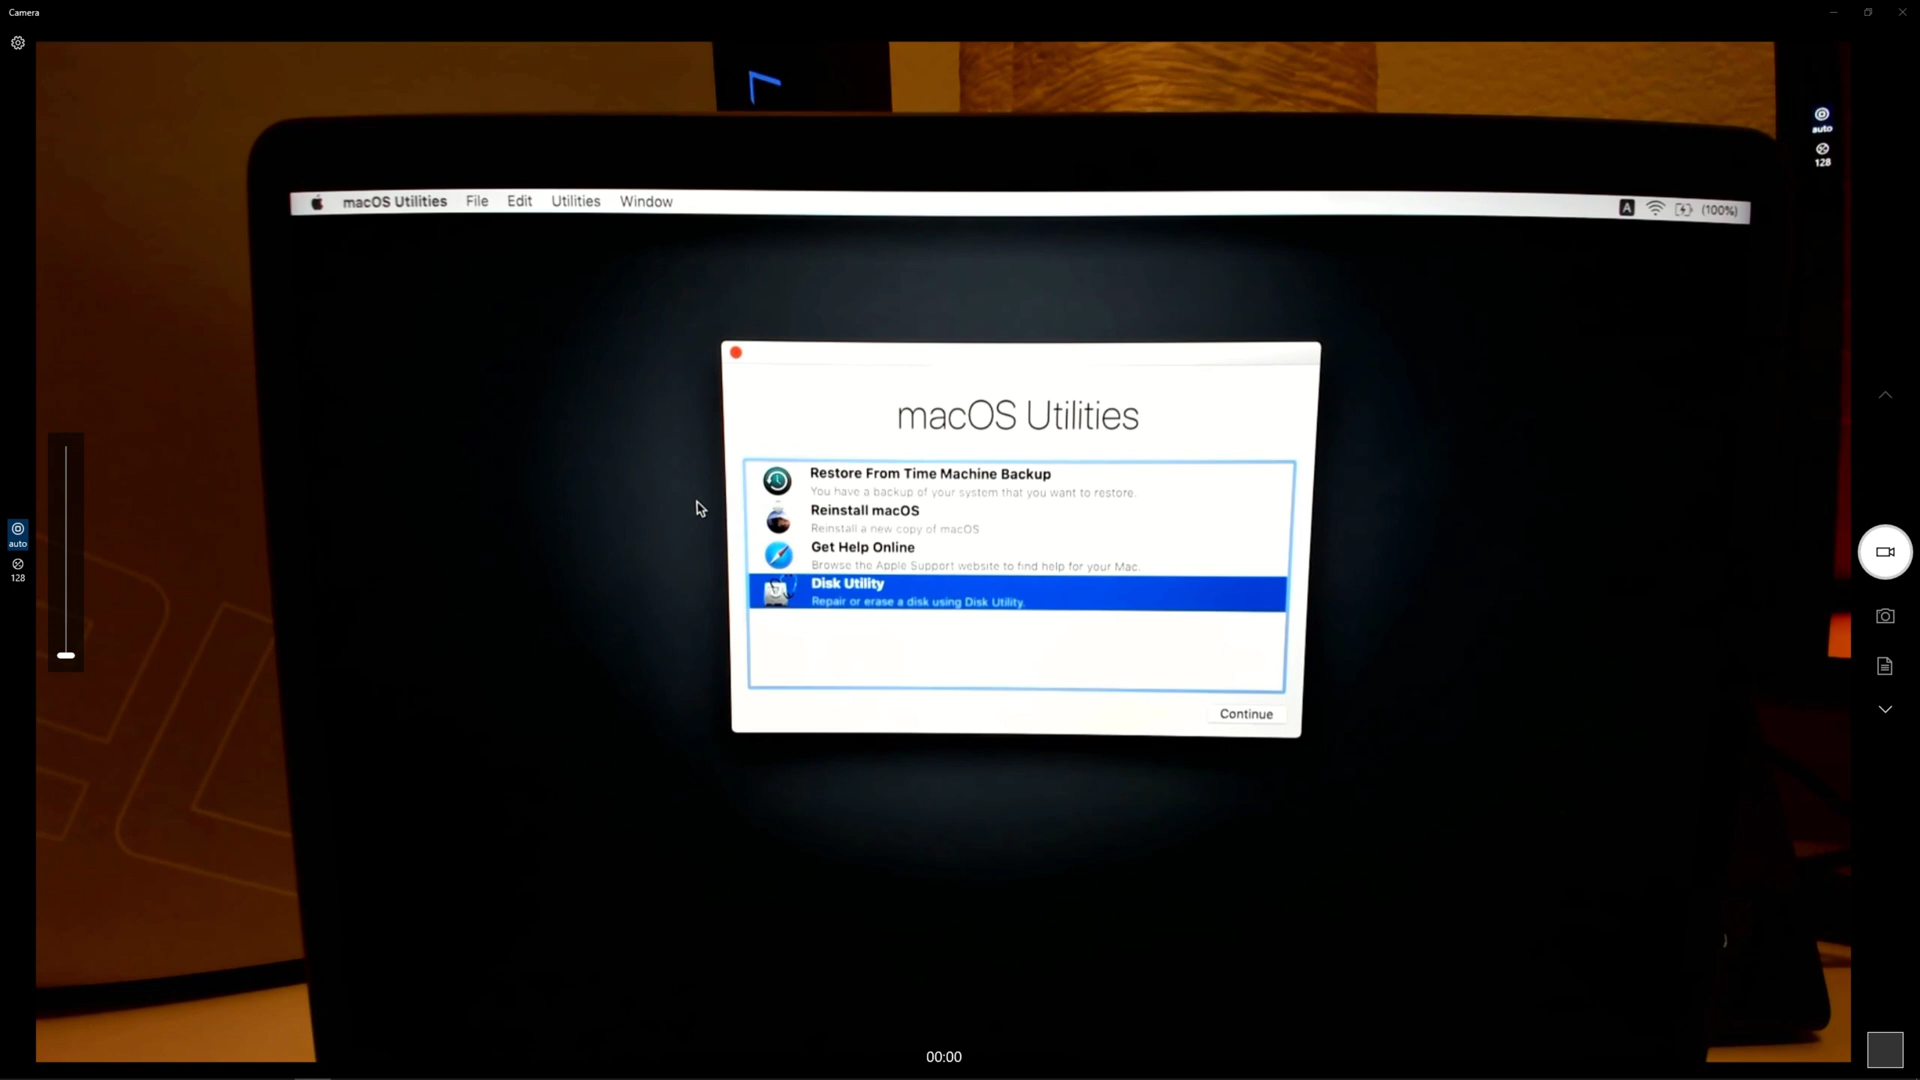 Camera
auto
128
macOS Utilities File Edit Utilities Window
A (100%)
macOS Utilities
Restore From Time Machine Backup
You have a backup of your system that you want to restore.
Reinstall macOS
Reinstall a new copy of macOS
Get Help Online
Browse the Apple Support website to find help for your Mac.
Disk Utility
Repair or erase a disk using Disk Utility.
Continue
auto
128
00:00